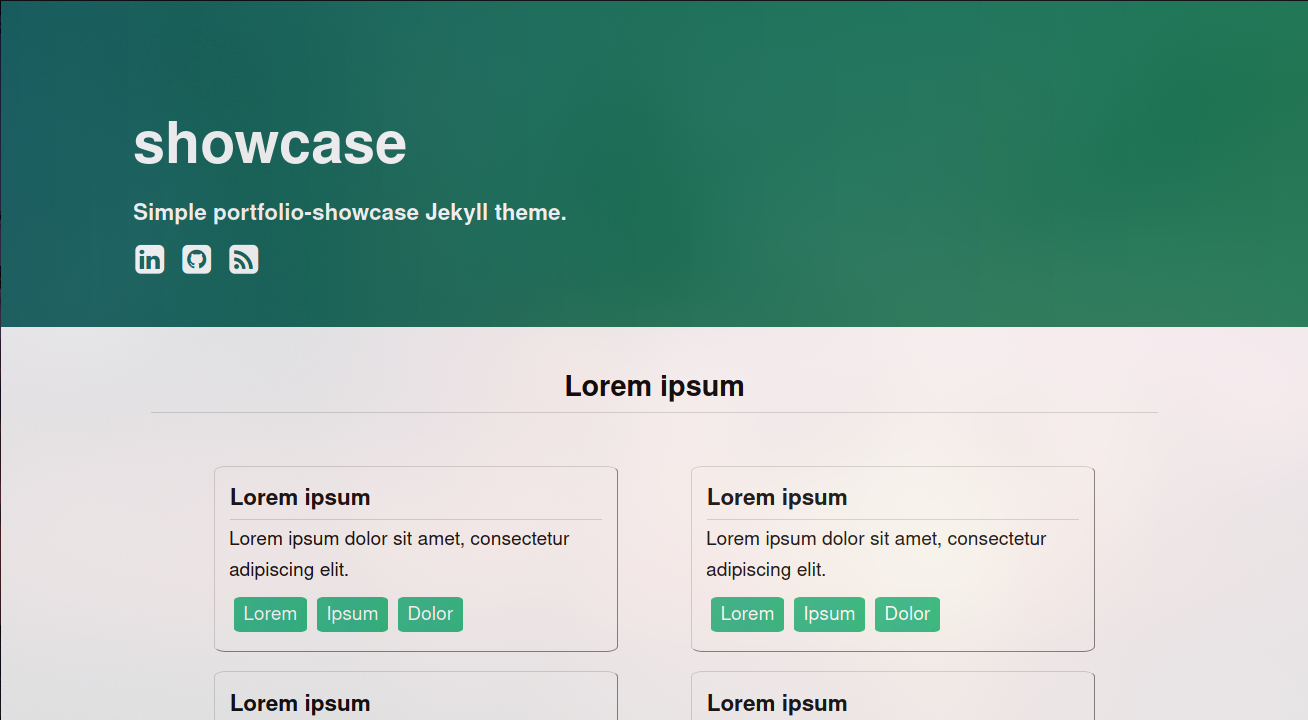 showcase
Simple portfolio-showcase Jekyll theme.
in
Lorem ipsum
Lorem ipsum
Lorem ipsum dolor sit amet, consectetur
adipiscing elit.
Lorem Ipsum Dolor
Lorem ipsum
Lorem ipsum dolor sit amet, consectetur
adipiscing elit.
Lorem Ipsum Dolor
Lorem ipsum
Lorem ipsum